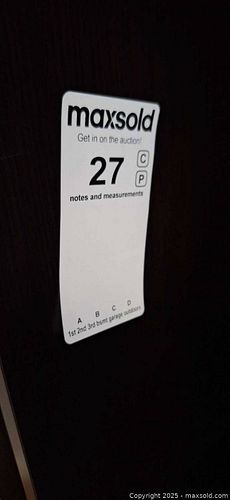 maxsold
Get in on the auction!
27
C
P
notes and measurements
A B C D
1st 2nd 3rd bsmt garage outdoors
Copyright © 2025 - maxsold.com